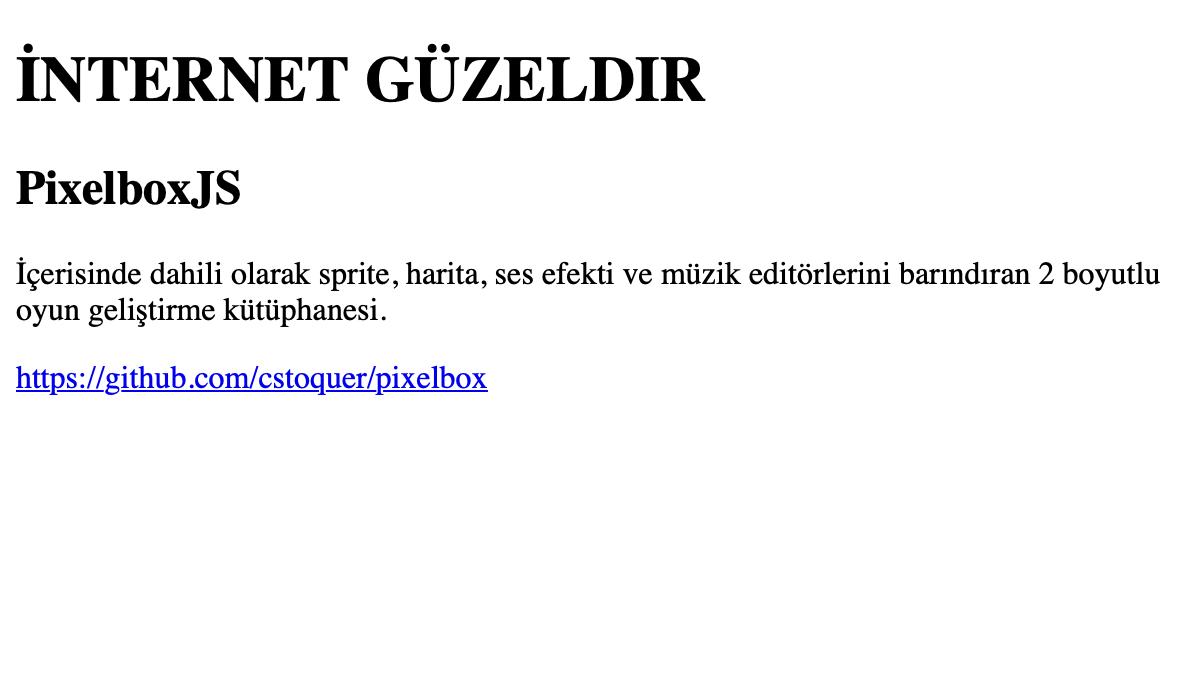 İNTERNET GÜZELDIR
PixelboxJS
İçerisinde dahili olarak sprite, harita, ses efekti ve müzik editörlerini barındıran 2 boyutlu
oyun geliştirme kütüphanesi.
https://github.com/cstoquer/pixelbox